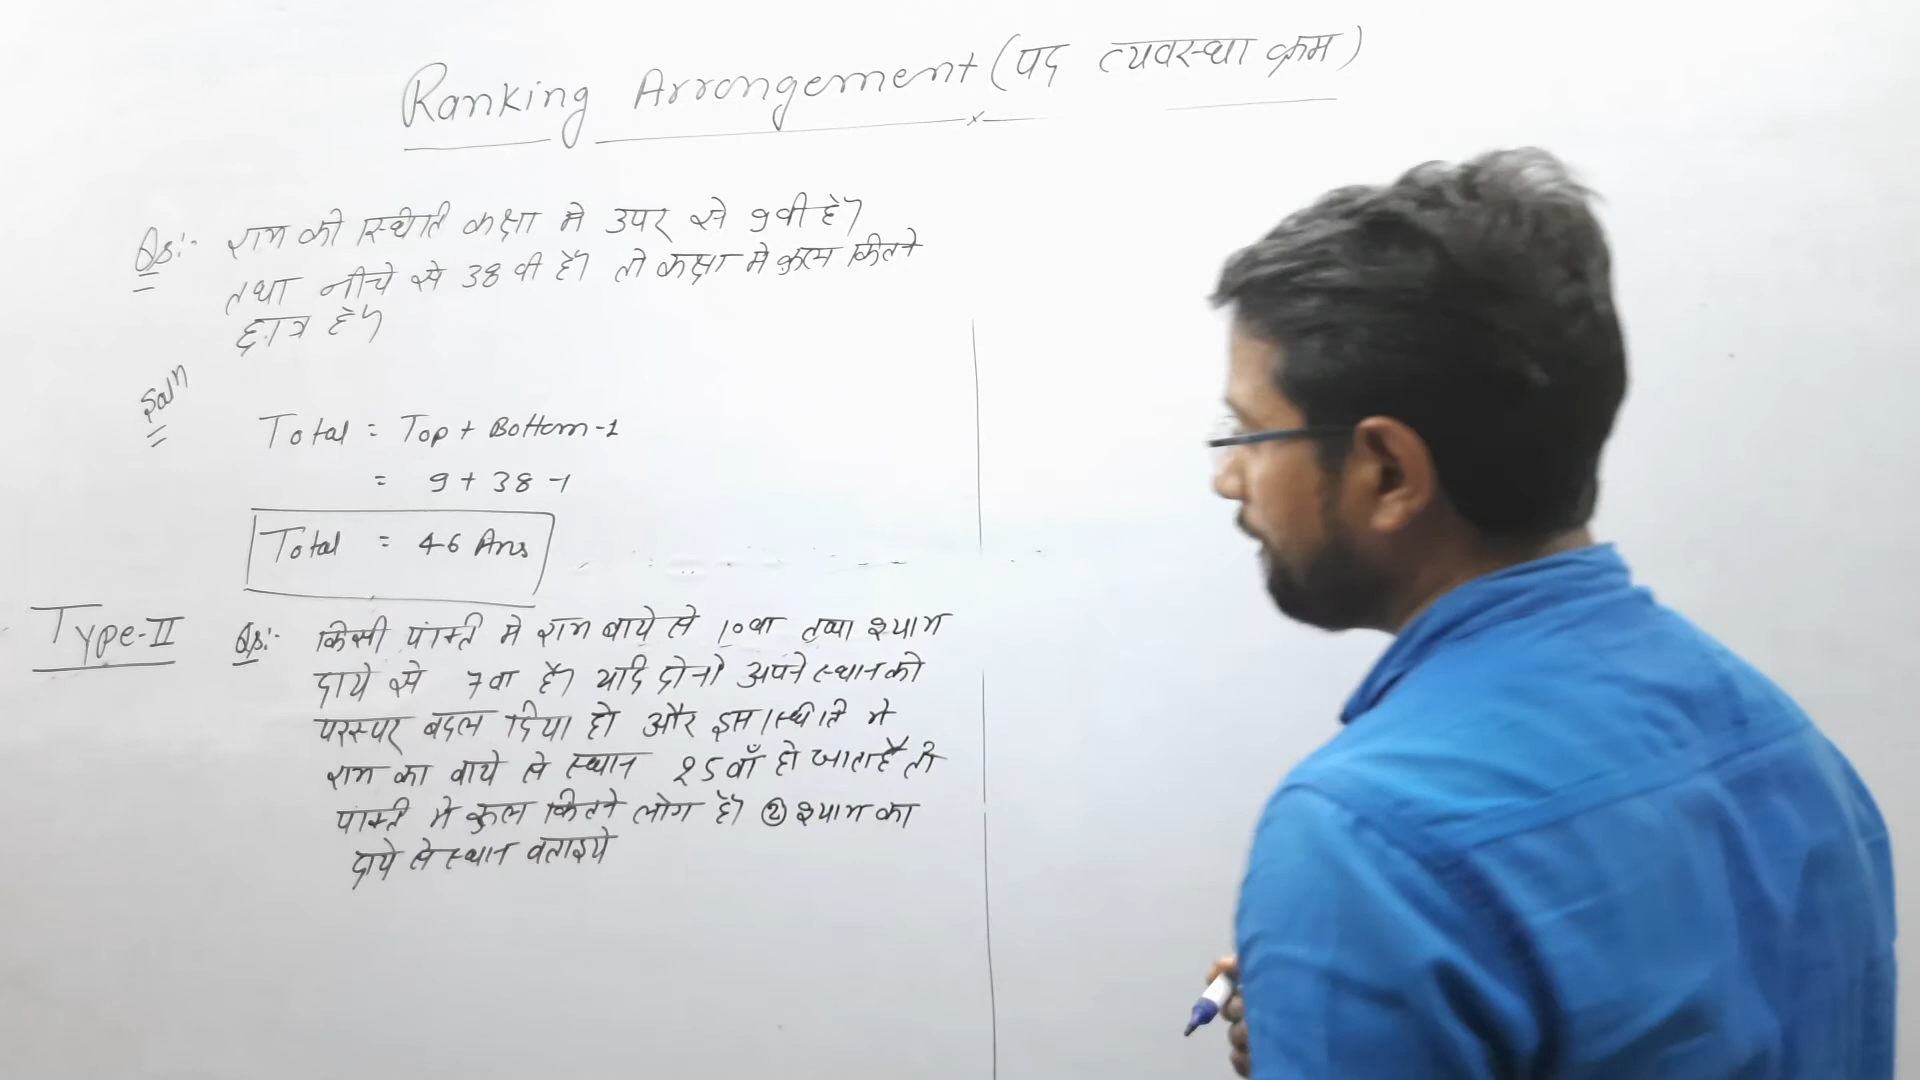 Ranking Arrangement (पद व्यवस्था क्रम)
Qs:- राम की स्थिति कक्षा मे उपर से 9वी है।
तथा नीचे से 38 वी है। तो कक्षा मे कुल कितने
छात्र है।
Solⁿ
Total = Top + Bottom -1
= 9 + 38 -1
Total = 46 Ans
Type-II
Qs:- किसी पंक्ती मे राम बाये से 10वा तथा श्याम
दाये से 7वा है। यदि दोनो अपने स्थान को
परस्पर बदल दिया हो और इस स्थिति मे
राम का बाये से स्थान 25वाँ हो जाता है तो
पंक्ती मे कुल कितने लोग है। ② श्याम का
दाये से स्थान बताइये